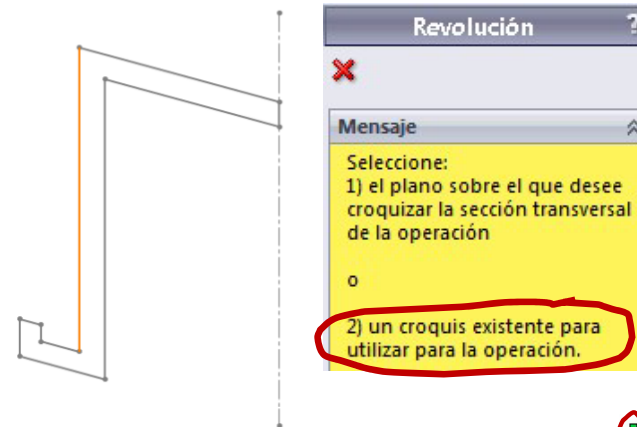 Revolución ?
Mensaje
Seleccione:
1) el plano sobre el que desee
croquizar la sección transversal
de la operación
o
2) un croquis existente para
utilizar para la operación.